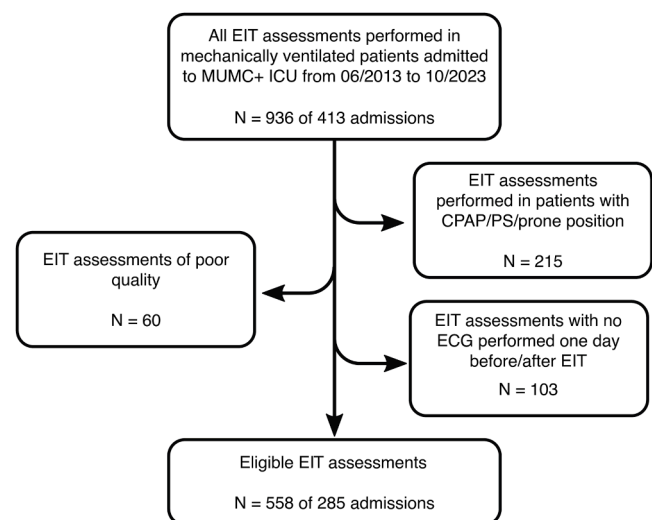 All EIT assessments performed in
mechanically ventilated patients admitted
to MUMC+ ICU from 06/2013 to 10/2023
N = 936 of 413 admissions
EIT assessments
performed in patients with
CPAP/PS/prone position
N = 215
EIT assessments of poor
quality
N = 60
EIT assessments with no
ECG performed one day
before/after EIT
N = 103
Eligible EIT assessments
N = 558 of 285 admissions